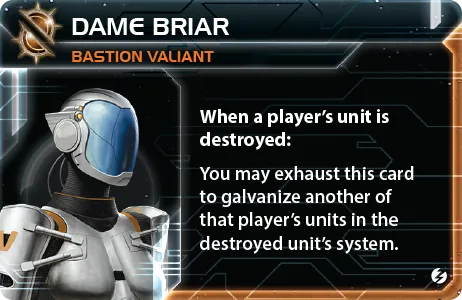 DAME BRIAR
BASTION VALIANT
When a player's unit is
destroyed:
You may exhaust this card
to galvanize another of
that player's units in the
destroyed unit's system.